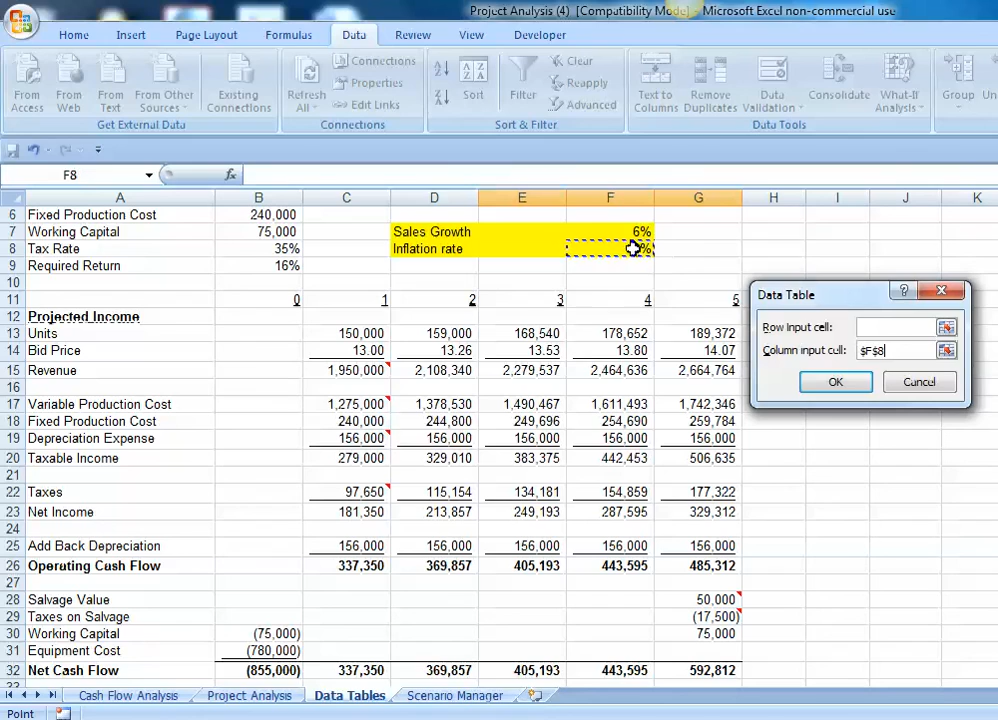 Project Analysis (4) [Compatibility Mode] - Microsoft Excel non-commercial use
Home Insert Page Layout Formulas Data Review View Developer
From Access From Web From Text From Other Sources Existing Connections
Get External Data
Refresh All Connections Properties Edit Links
Connections
Sort Filter Clear Reapply Advanced
Sort & Filter
Text to Columns Remove Duplicates Data Validation Consolidate What-If Analysis
Data Tools
Group
F8 fx
A B C D E F G H I J K
6 Fixed Production Cost 240,000
7 Working Capital 75,000 Sales Growth 6%
8 Tax Rate 35% Inflation rate %
9 Required Return 16%
10
11 0 1 2 3 4 5
12 Projected Income
13 Units 150,000 159,000 168,540 178,652 189,372
14 Bid Price 13.00 13.26 13.53 13.80 14.07
15 Revenue 1,950,000 2,108,340 2,279,537 2,464,636 2,664,764
16
17 Variable Production Cost 1,275,000 1,378,530 1,490,467 1,611,493 1,742,346
18 Fixed Production Cost 240,000 244,800 249,696 254,690 259,784
19 Depreciation Expense 156,000 156,000 156,000 156,000 156,000
20 Taxable Income 279,000 329,010 383,375 442,453 506,635
21
22 Taxes 97,650 115,154 134,181 154,859 177,322
23 Net Income 181,350 213,857 249,193 287,595 329,312
24
25 Add Back Depreciation 156,000 156,000 156,000 156,000 156,000
26 Operating Cash Flow 337,350 369,857 405,193 443,595 485,312
27
28 Salvage Value 50,000
29 Taxes on Salvage (17,500)
30 Working Capital (75,000) 75,000
31 Equipment Cost (780,000)
32 Net Cash Flow (855,000) 337,350 369,857 405,193 443,595 592,812
Data Table
Row input cell:
Column input cell: $F$8
OK Cancel
Cash Flow Analysis Project Analysis Data Tables Scenario Manager
Point